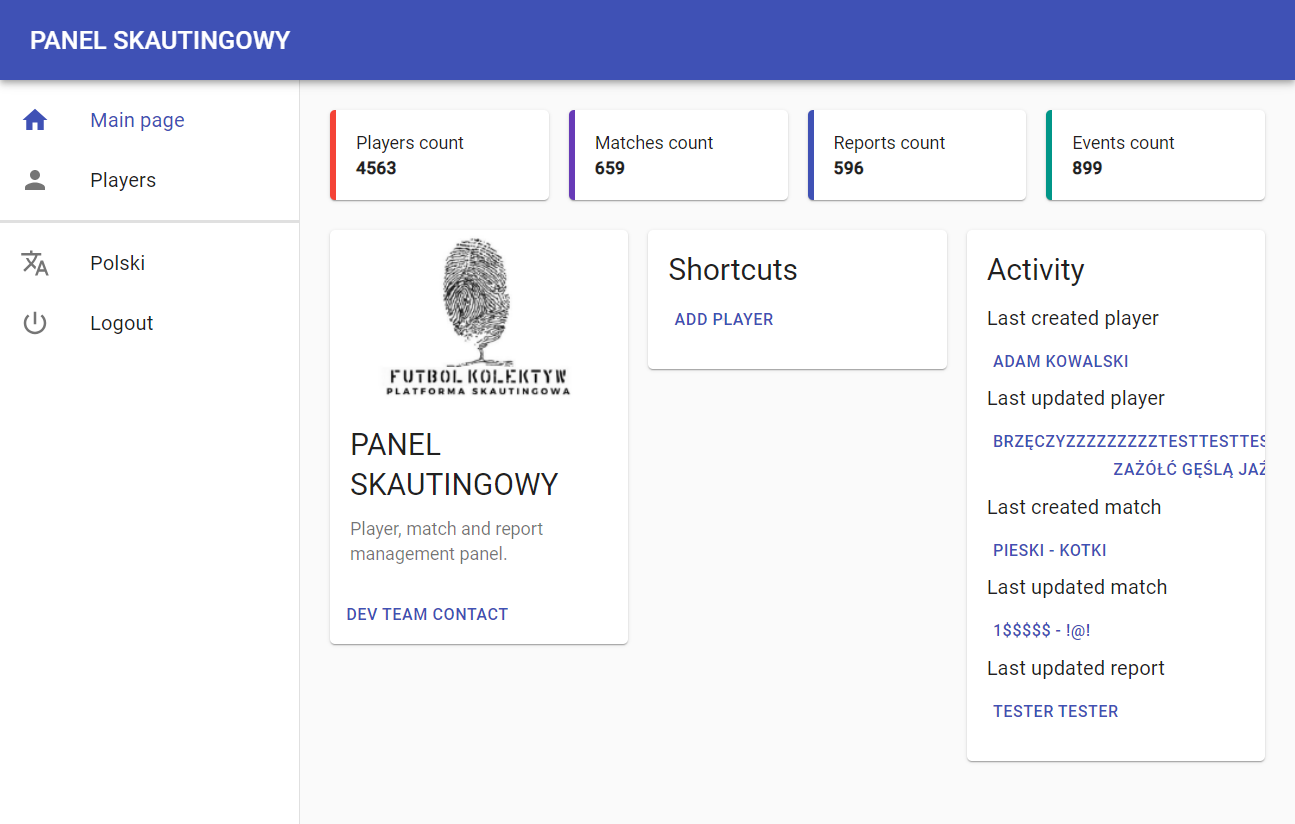 PANEL SKAUTINGOWY
Main page
Players
Polski
Logout
Players count
4563
Matches count
659
Reports count
596
Events count
899
FUTBOL KOLEKTYW
PLATFORMA SKAUTINGOWA
PANEL
SKAUTINGOWY
Player, match and report
management panel.
DEV TEAM CONTACT
Shortcuts
ADD PLAYER
Activity
Last created player
ADAM KOWALSKI
Last updated player
BRZĘCZYZZZZZZZZZTESTTESTTES
ZAŻÓŁĆ GĘŚLĄ JAŹ
Last created match
PIESKI - KOTKI
Last updated match
1$$$$$ - !@!
Last updated report
TESTER TESTER